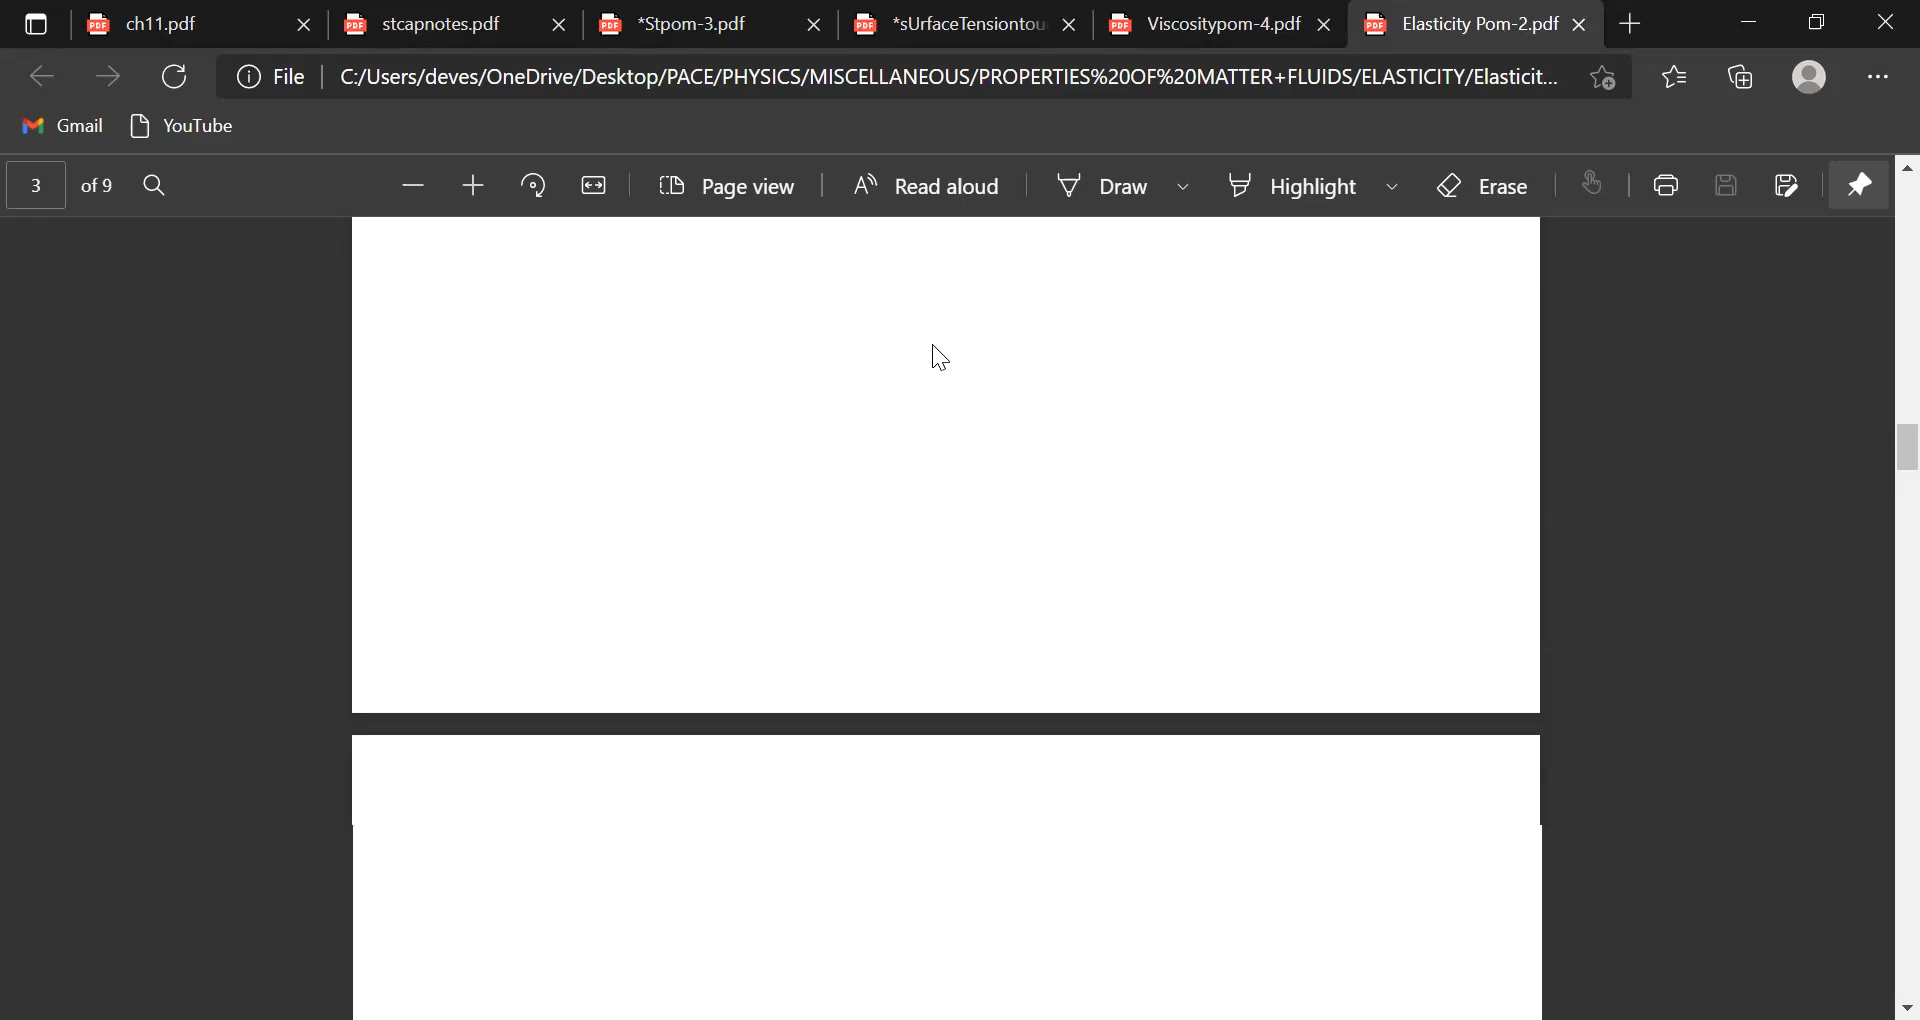 ch11.pdf
stcapnotes.pdf
*Stpom-3.pdf
*sUrfaceTensiontou
Viscositypom-4.pdf
Elasticity Pom-2.pdf
File
C:/Users/deves/OneDrive/Desktop/PACE/PHYSICS/MISCELLANEOUS/PROPERTIES%20OF%20MATTER+FLUIDS/ELASTICITY/Elasticit...
Gmail
YouTube
3 of 9
Page view
Read aloud
Draw
Highlight
Erase